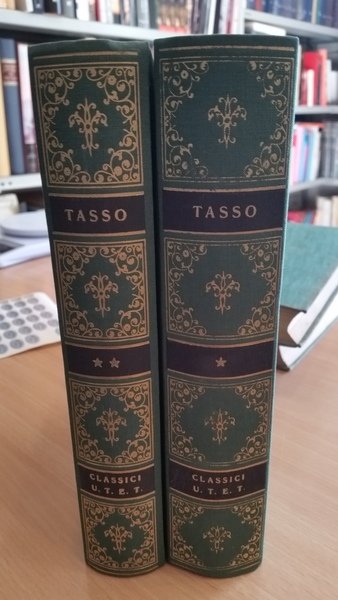 TASSO
★★
CLASSICI
U. T. E. T.
TASSO
★
CLASSICI
U. T. E. T.